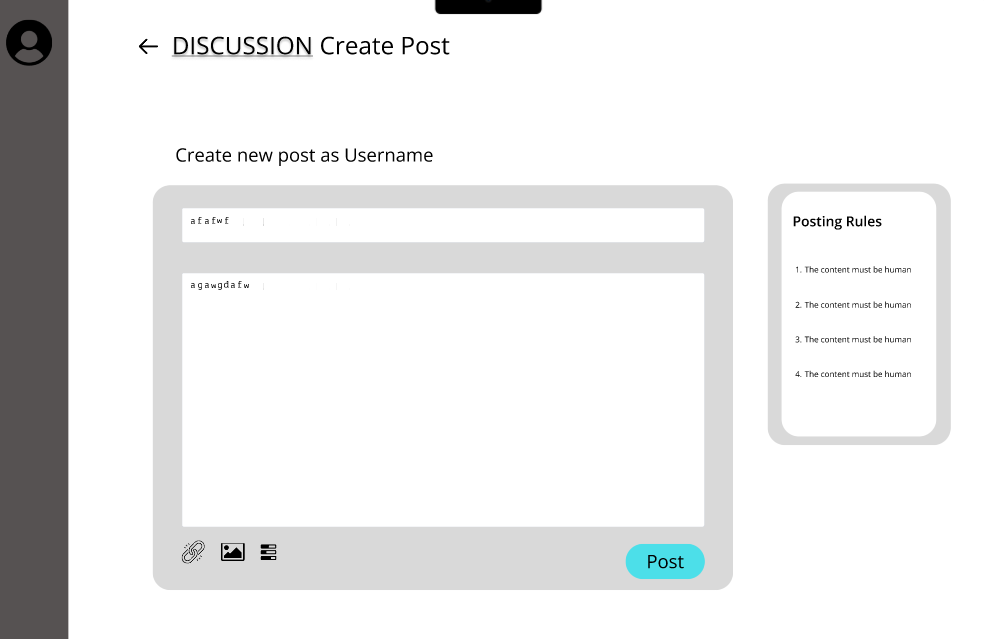 DISCUSSION Create Post
Create new post as Username
afafwf
agawgdafw
Post
Posting Rules
1. The content must be human
2. The content must be human
3. The content must be human
4. The content must be human